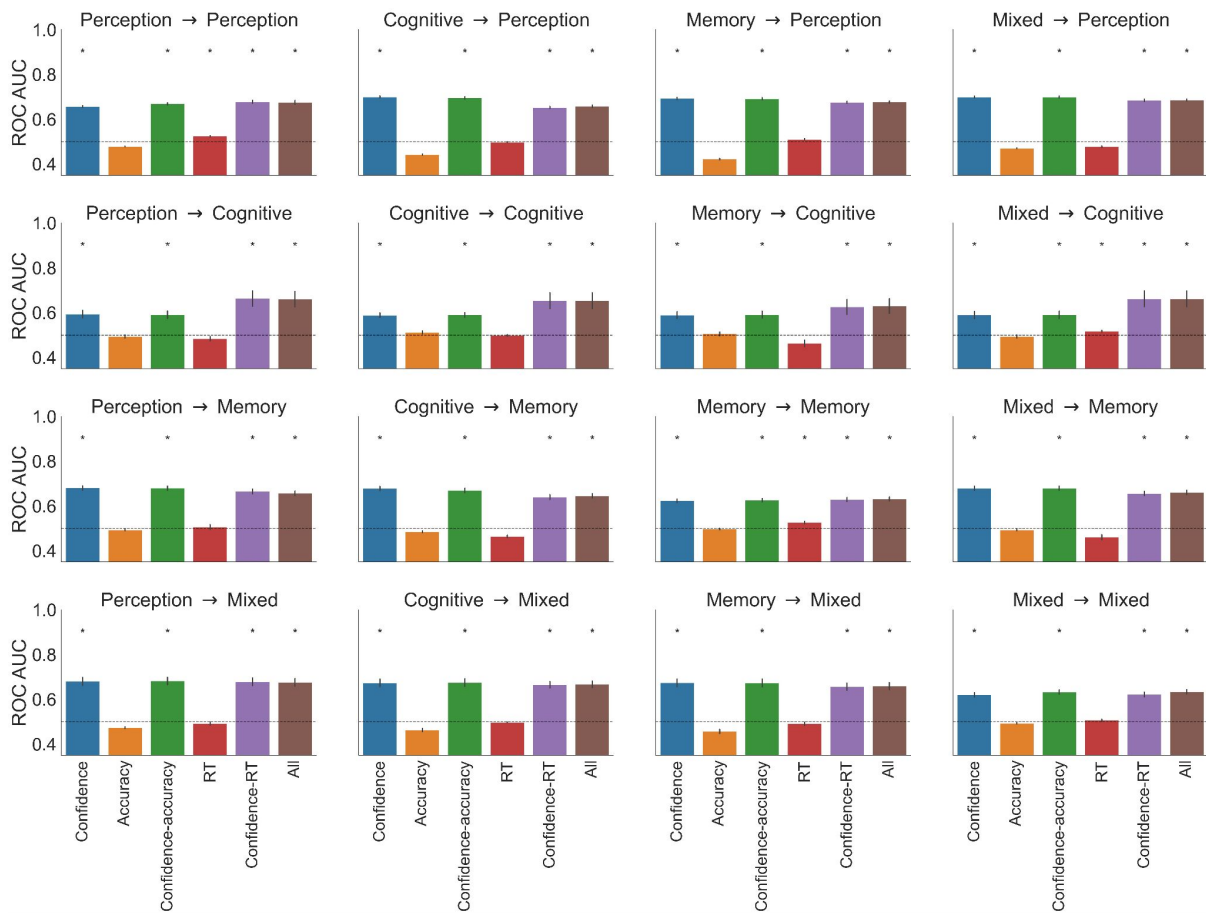 Perception → Perception
Cognitive → Perception
Memory → Perception
Mixed → Perception
ROC AUC
1.0
0.8
0.6
0.4
* * * * *
* * * *
* * * *
* * * *
Perception → Cognitive
Cognitive → Cognitive
Memory → Cognitive
Mixed → Cognitive
ROC AUC
1.0
0.8
0.6
0.4
* * * *
* * * *
* * * *
* * * * *
Perception → Memory
Cognitive → Memory
Memory → Memory
Mixed → Memory
ROC AUC
1.0
0.8
0.6
0.4
* * * *
* * * *
* * * * *
* * * *
Perception → Mixed
Cognitive → Mixed
Memory → Mixed
Mixed → Mixed
ROC AUC
1.0
0.8
0.6
0.4
* * * *
* * * *
* * * *
* * * *
Confidence
Accuracy
Confidence-accuracy
RT
Confidence-RT
All
Confidence
Accuracy
Confidence-accuracy
RT
Confidence-RT
All
Confidence
Accuracy
Confidence-accuracy
RT
Confidence-RT
All
Confidence
Accuracy
Confidence-accuracy
RT
Confidence-RT
All